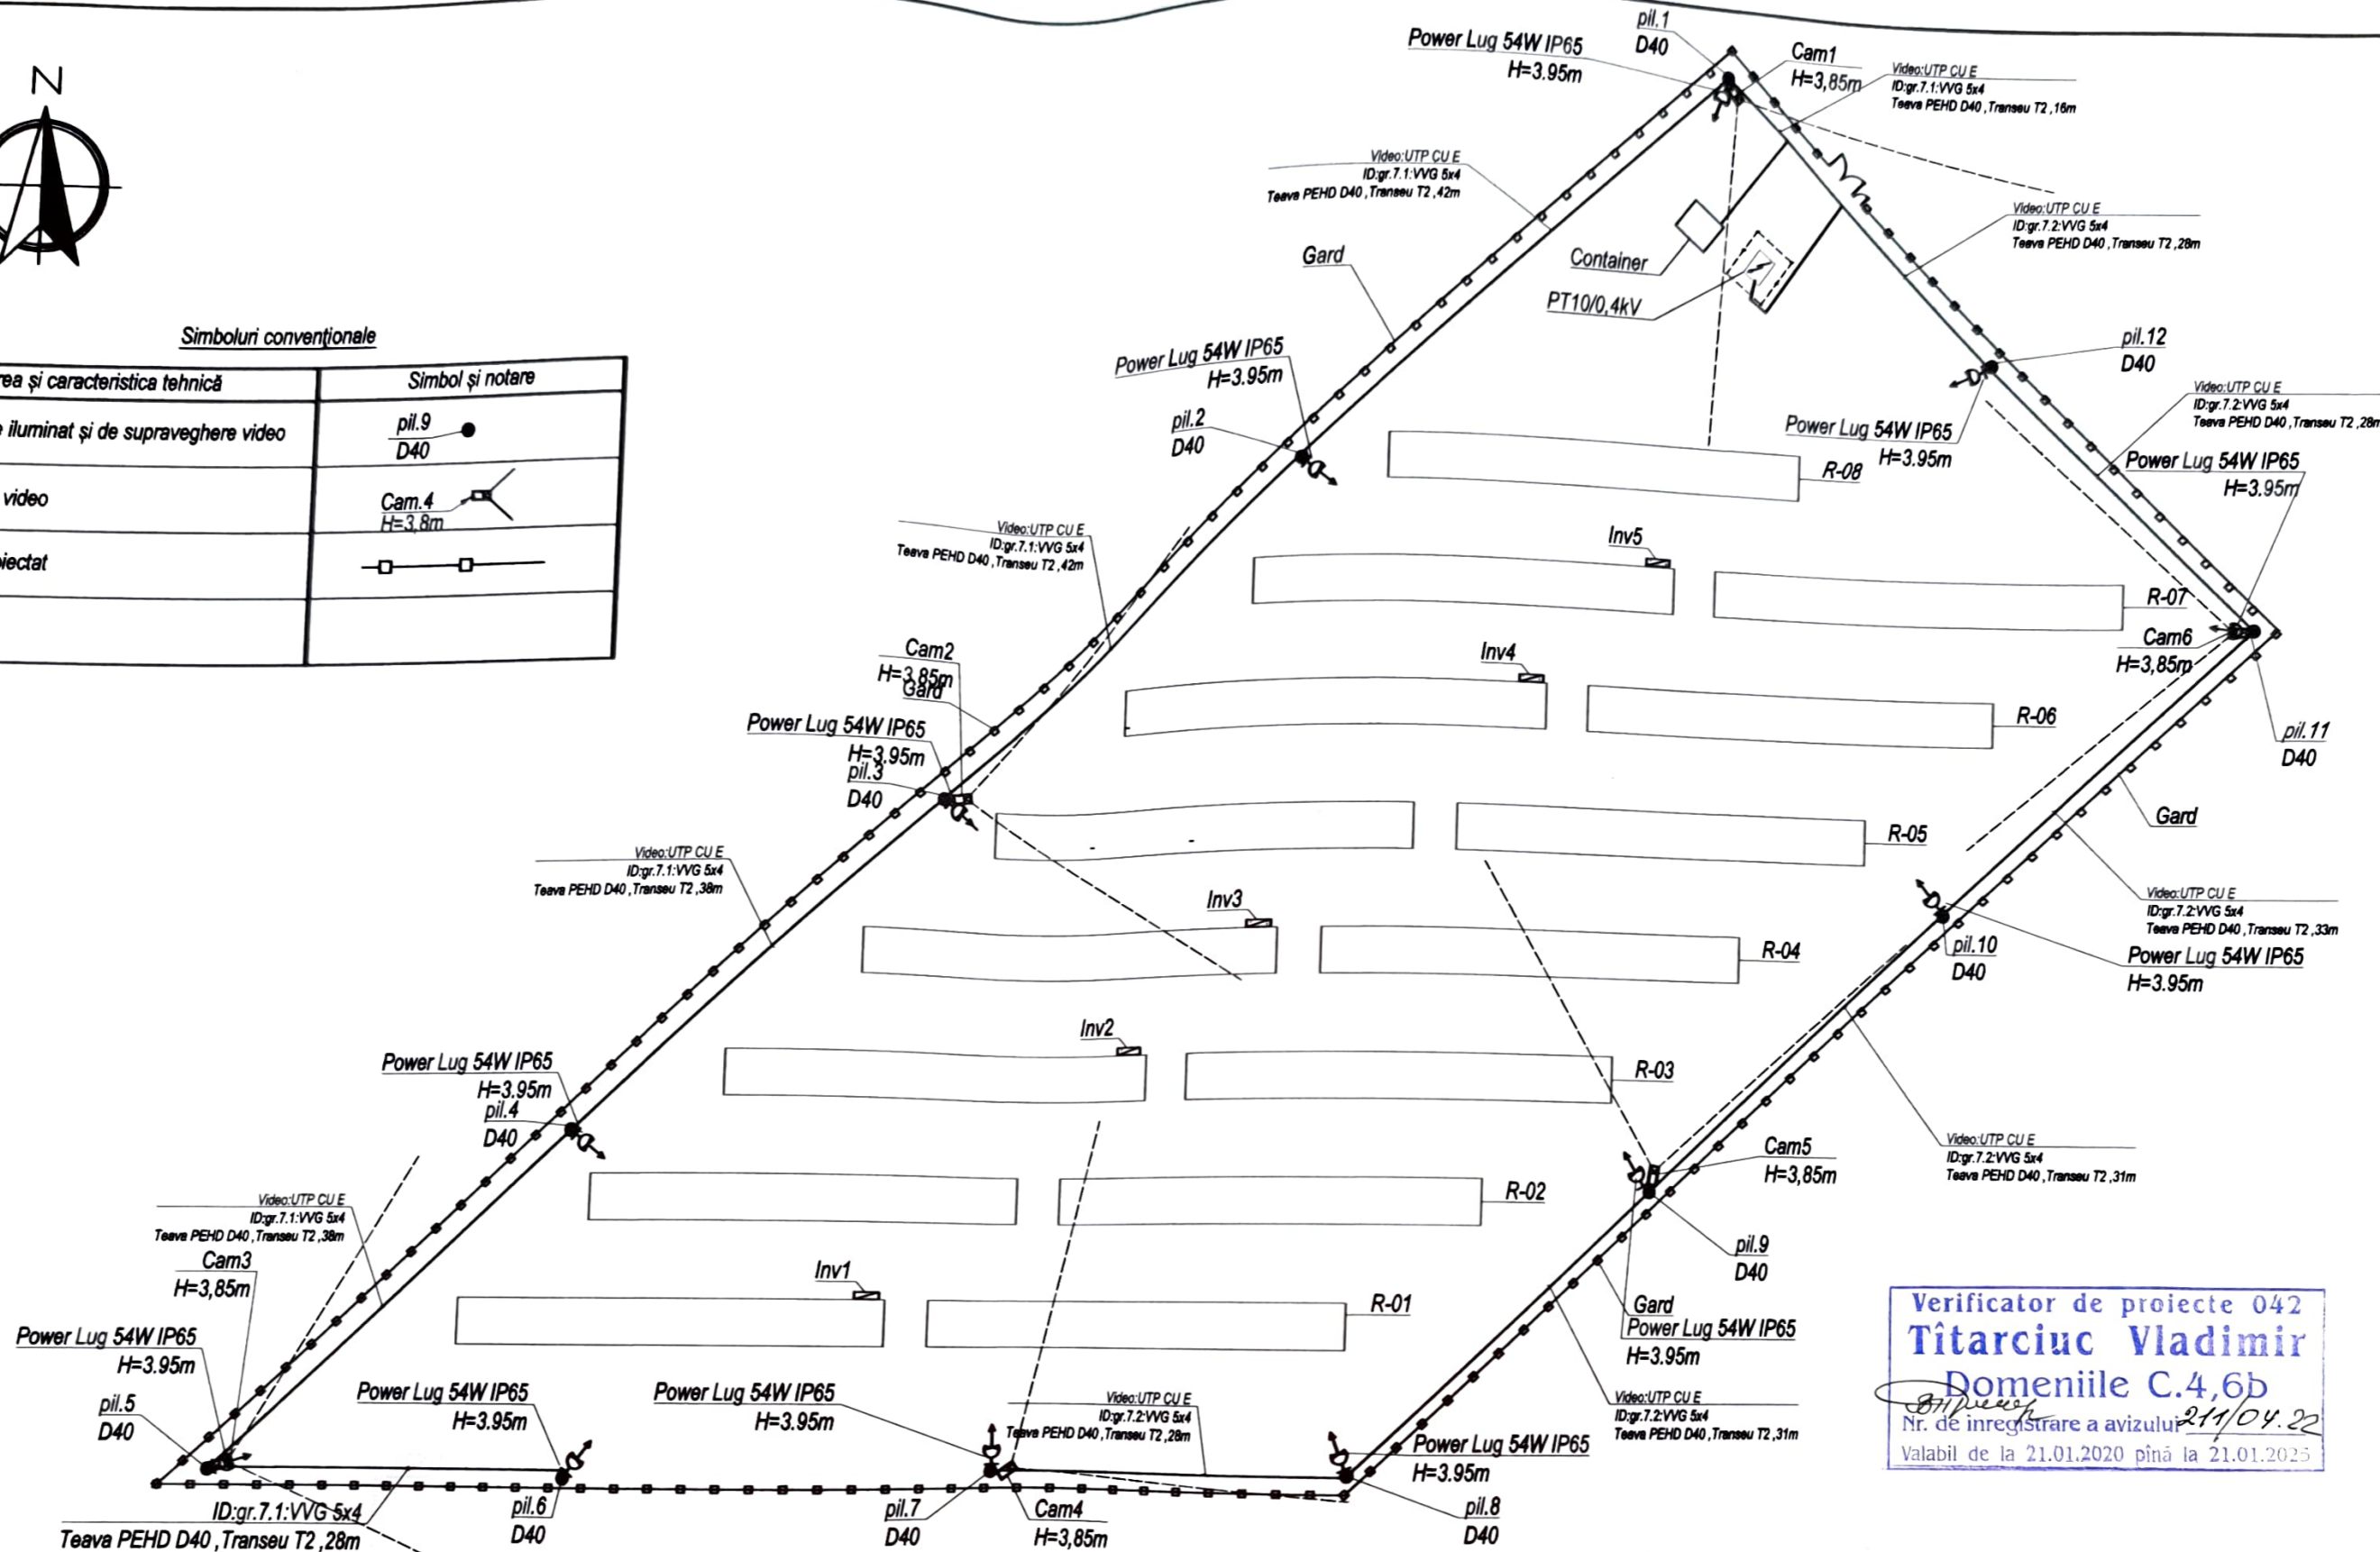 N
pil.1
D40
Power Lug 54W IP65
H=3.95m
Cam1
H=3,85m
Video:UTP CU E
ID:gr.7.1:VVG 5x4
Teava PEHD D40 ,Transeu T2 ,16m
Video:UTP CU E
ID:gr.7.1:VVG 5x4
Teava PEHD D40 ,Transeu T2 ,42m
Video:UTP CU E
ID:gr.7.2:VVG 5x4
Teava PEHD D40 ,Transeu T2 ,28m
Gard
Container
PT10/0,4kV
Simboluri convenţionale
rea și caracteristica tehnică
Simbol și notare
iluminat și de supraveghere video
pil.9
D40
video
Cam.4
H=3,8m
iectat
Power Lug 54W IP65
H=3.95m
pil.2
D40
pil.12
D40
Video:UTP CU E
ID:gr.7.2:VVG 5x4
Teava PEHD D40 ,Transeu T2 ,28m
Power Lug 54W IP65
H=3.95m
Power Lug 54W IP65
H=3.95m
R-08
Video:UTP CU E
ID:gr.7.1:VVG 5x4
Teava PEHD D40 ,Transeu T2 ,42m
Inv5
R-07
Cam6
H=3,85m
Cam2
H=3,85m
Gard
Inv4
R-06
pil.11
D40
Power Lug 54W IP65
H=3.95m
pil.3
D40
R-05
Gard
Video:UTP CU E
ID:gr.7.1:VVG 5x4
Teava PEHD D40 ,Transeu T2 ,38m
Inv3
R-04
Video:UTP CU E
ID:gr.7.2:VVG 5x4
Teava PEHD D40 ,Transeu T2 ,33m
pil.10
D40
Power Lug 54W IP65
H=3.95m
Inv2
R-03
Power Lug 54W IP65
H=3.95m
pil.4
D40
Video:UTP CU E
ID:gr.7.2:VVG 5x4
Teava PEHD D40 ,Transeu T2 ,31m
Cam5
H=3,85m
R-02
Video:UTP CU E
ID:gr.7.1:VVG 5x4
Teava PEHD D40 ,Transeu T2 ,38m
Cam3
H=3,85m
pil.9
D40
Inv1
R-01
Gard
Power Lug 54W IP65
H=3.95m
Power Lug 54W IP65
H=3.95m
pil.5
D40
Power Lug 54W IP65
H=3.95m
Power Lug 54W IP65
H=3.95m
Video:UTP CU E
ID:gr.7.2:VVG 5x4
Teava PEHD D40 ,Transeu T2 ,28m
Video:UTP CU E
ID:gr.7.2:VVG 5x4
Teava PEHD D40 ,Transeu T2 ,31m
Power Lug 54W IP65
H=3.95m
ID:gr.7.1:VVG 5x4
Teava PEHD D40 ,Transeu T2 ,28m
pil.6
D40
pil.7
D40
Cam4
H=3,85m
pil.8
D40
Verificator de proiecte 042
Tîtarciuc Vladimir
Domeniile C.4,6b
Nr. de inregistrare a avizului 211/04.22
Valabil de la 21.01.2020 pînă la 21.01.2025